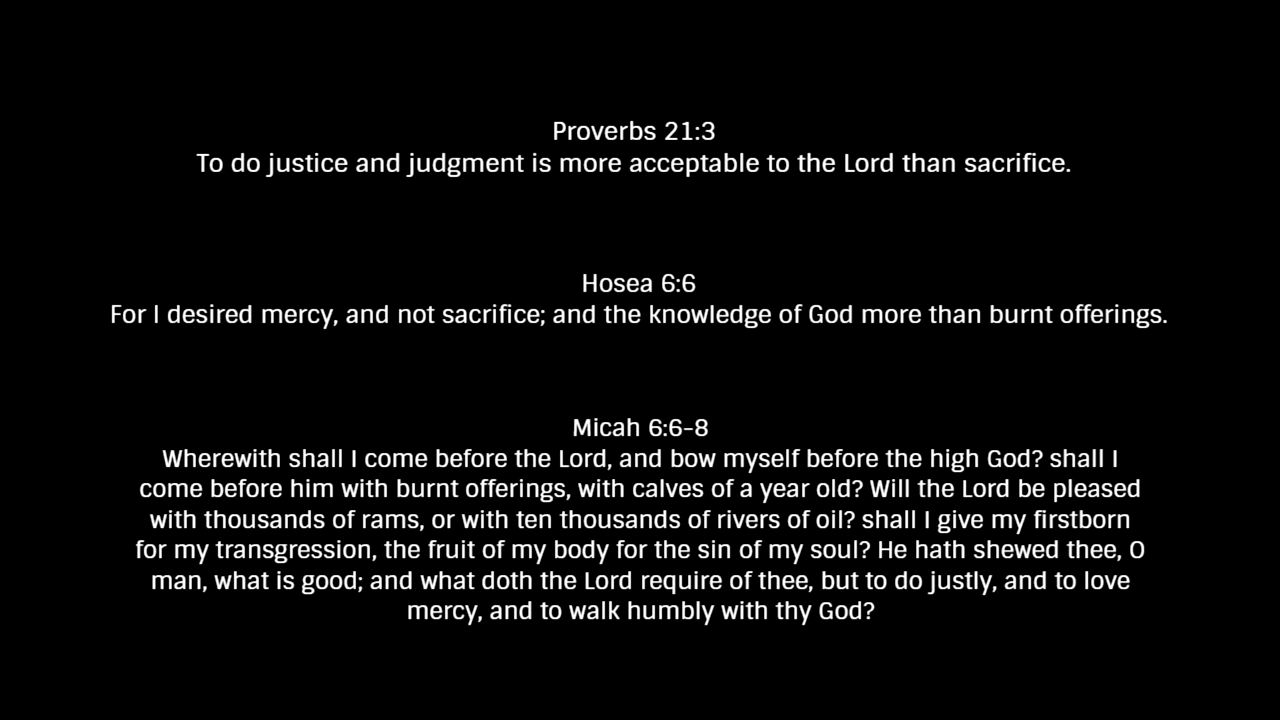 Proverbs 21:3
To do justice and judgment is more acceptable to the Lord than sacrifice.
Hosea 6:6
For I desired mercy, and not sacrifice; and the knowledge of God more than burnt offerings.
Micah 6:6-8
Wherewith shall I come before the Lord, and bow myself before the high God? shall I
come before him with burnt offerings, with calves of a year old? Will the Lord be pleased
with thousands of rams, or with ten thousands of rivers of oil? shall I give my firstborn
for my transgression, the fruit of my body for the sin of my soul? He hath shewed thee, O
man, what is good; and what doth the Lord require of thee, but to do justly, and to love
mercy, and to walk humbly with thy God?